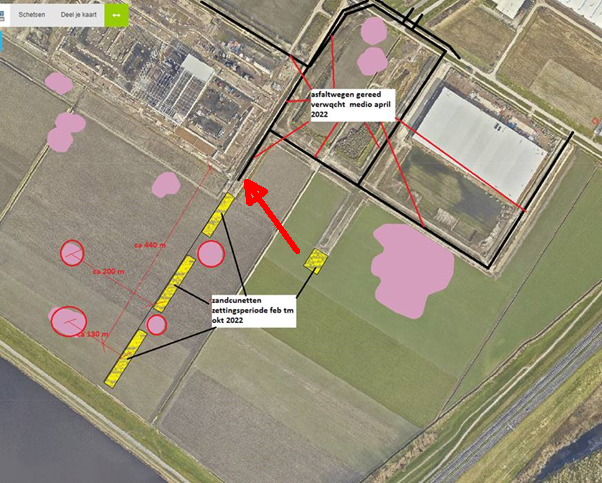 Schetsen Deel je kaart
asfaltwegen gereed
verwqcht medio april
2022
ca 440 m
ca 200 m
zandcunetten
zettingsperiode feb tm
okt 2022
ca 130 m